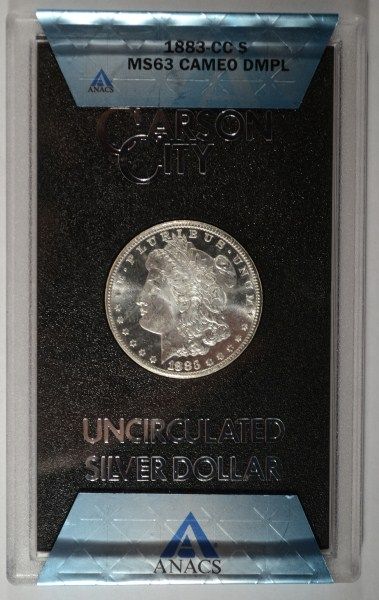 1883-CC $
MS63 CAMEO DMPL
ANACS
CARSON
CITY
E · PLURIBUS · UNUM
1883
UNCIRCULATED
SILVER DOLLAR
ANACS